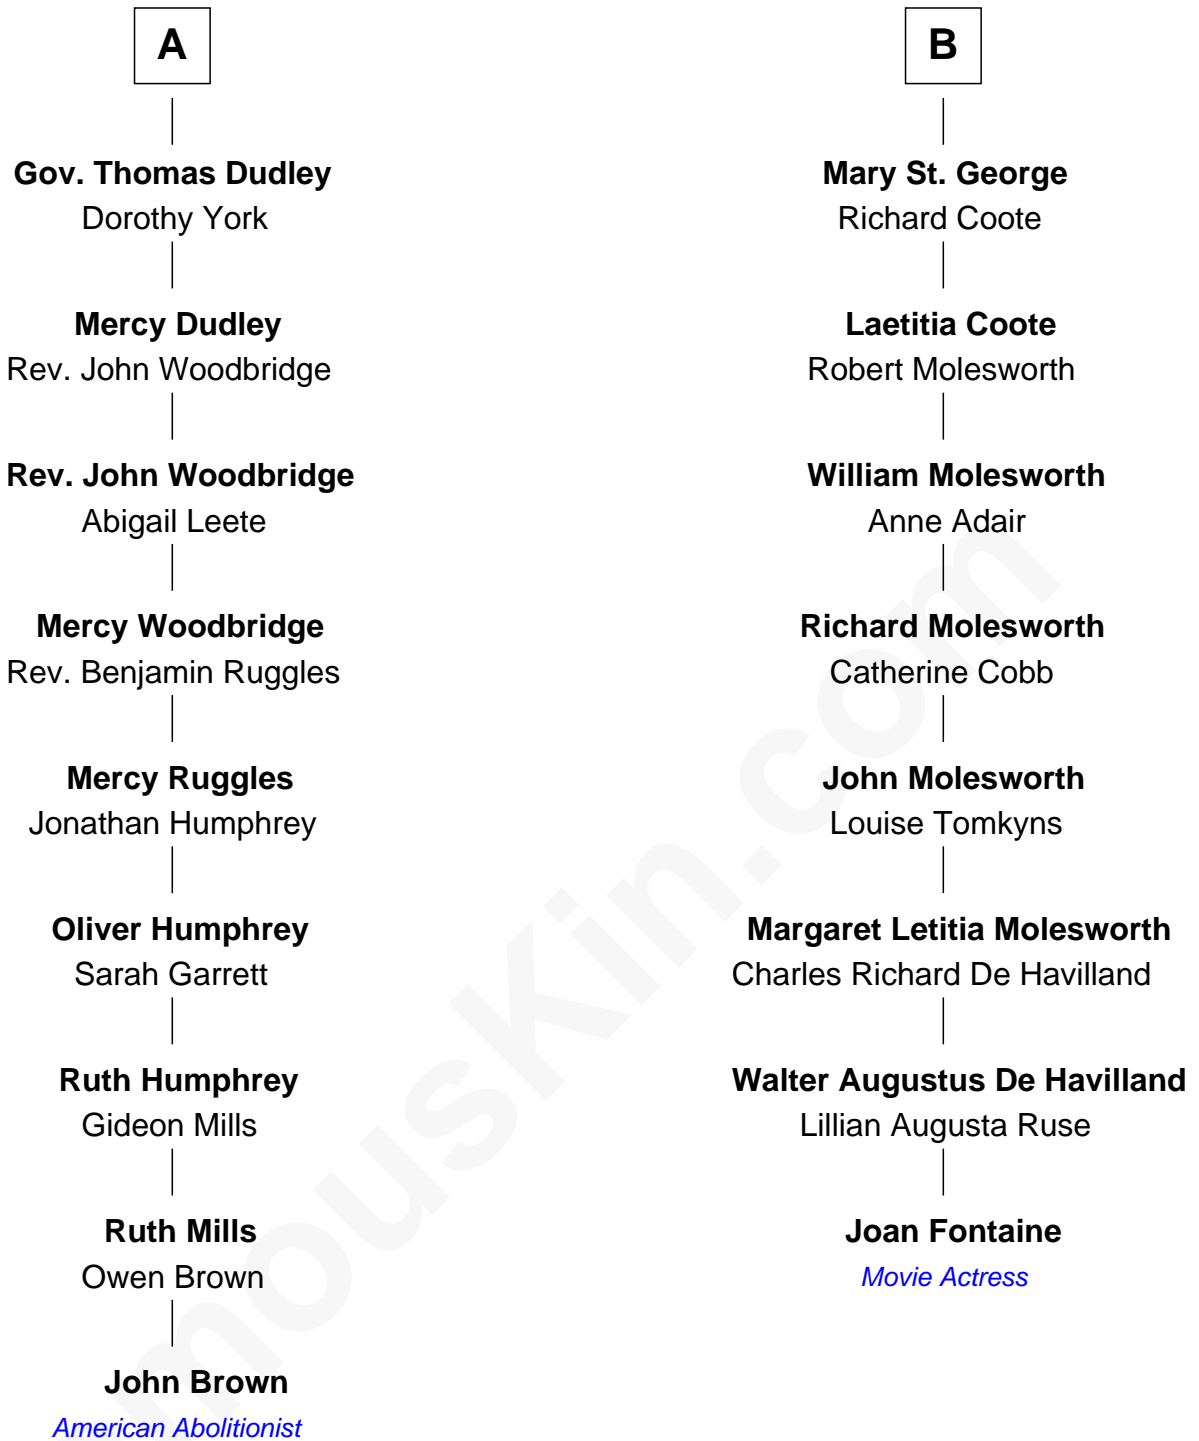 A
Gov. Thomas Dudley
Dorothy York
Mercy Dudley
Rev. John Woodbridge
Rev. John Woodbridge
Abigail Leete
Mercy Woodbridge
Rev. Benjamin Ruggles
Mercy Ruggles
Jonathan Humphrey
Oliver Humphrey
Sarah Garrett
Ruth Humphrey
Gideon Mills
Ruth Mills
Owen Brown
John Brown
American Abolitionist
B
Mary St. George
Richard Coote
Laetitia Coote
Robert Molesworth
William Molesworth
Anne Adair
Richard Molesworth
Catherine Cobb
John Molesworth
Louise Tomkyns
Margaret Letitia Molesworth
Charles Richard De Havilland
Walter Augustus De Havilland
Lillian Augusta Ruse
Joan Fontaine
Movie Actress
mousKin.com